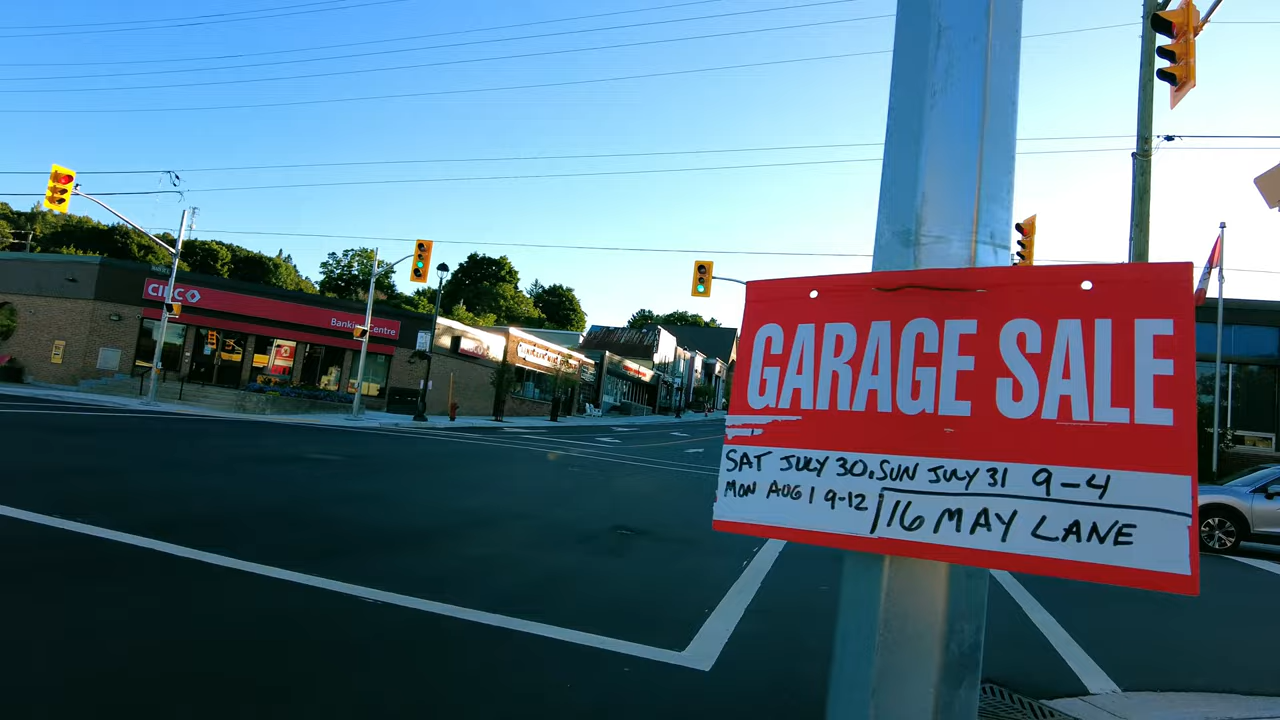 CIBC
Banking Centre
GARAGE SALE
SAT JULY 30, SUN JULY 31 9-4
MON AUG 1 9-12
16 MAY LANE